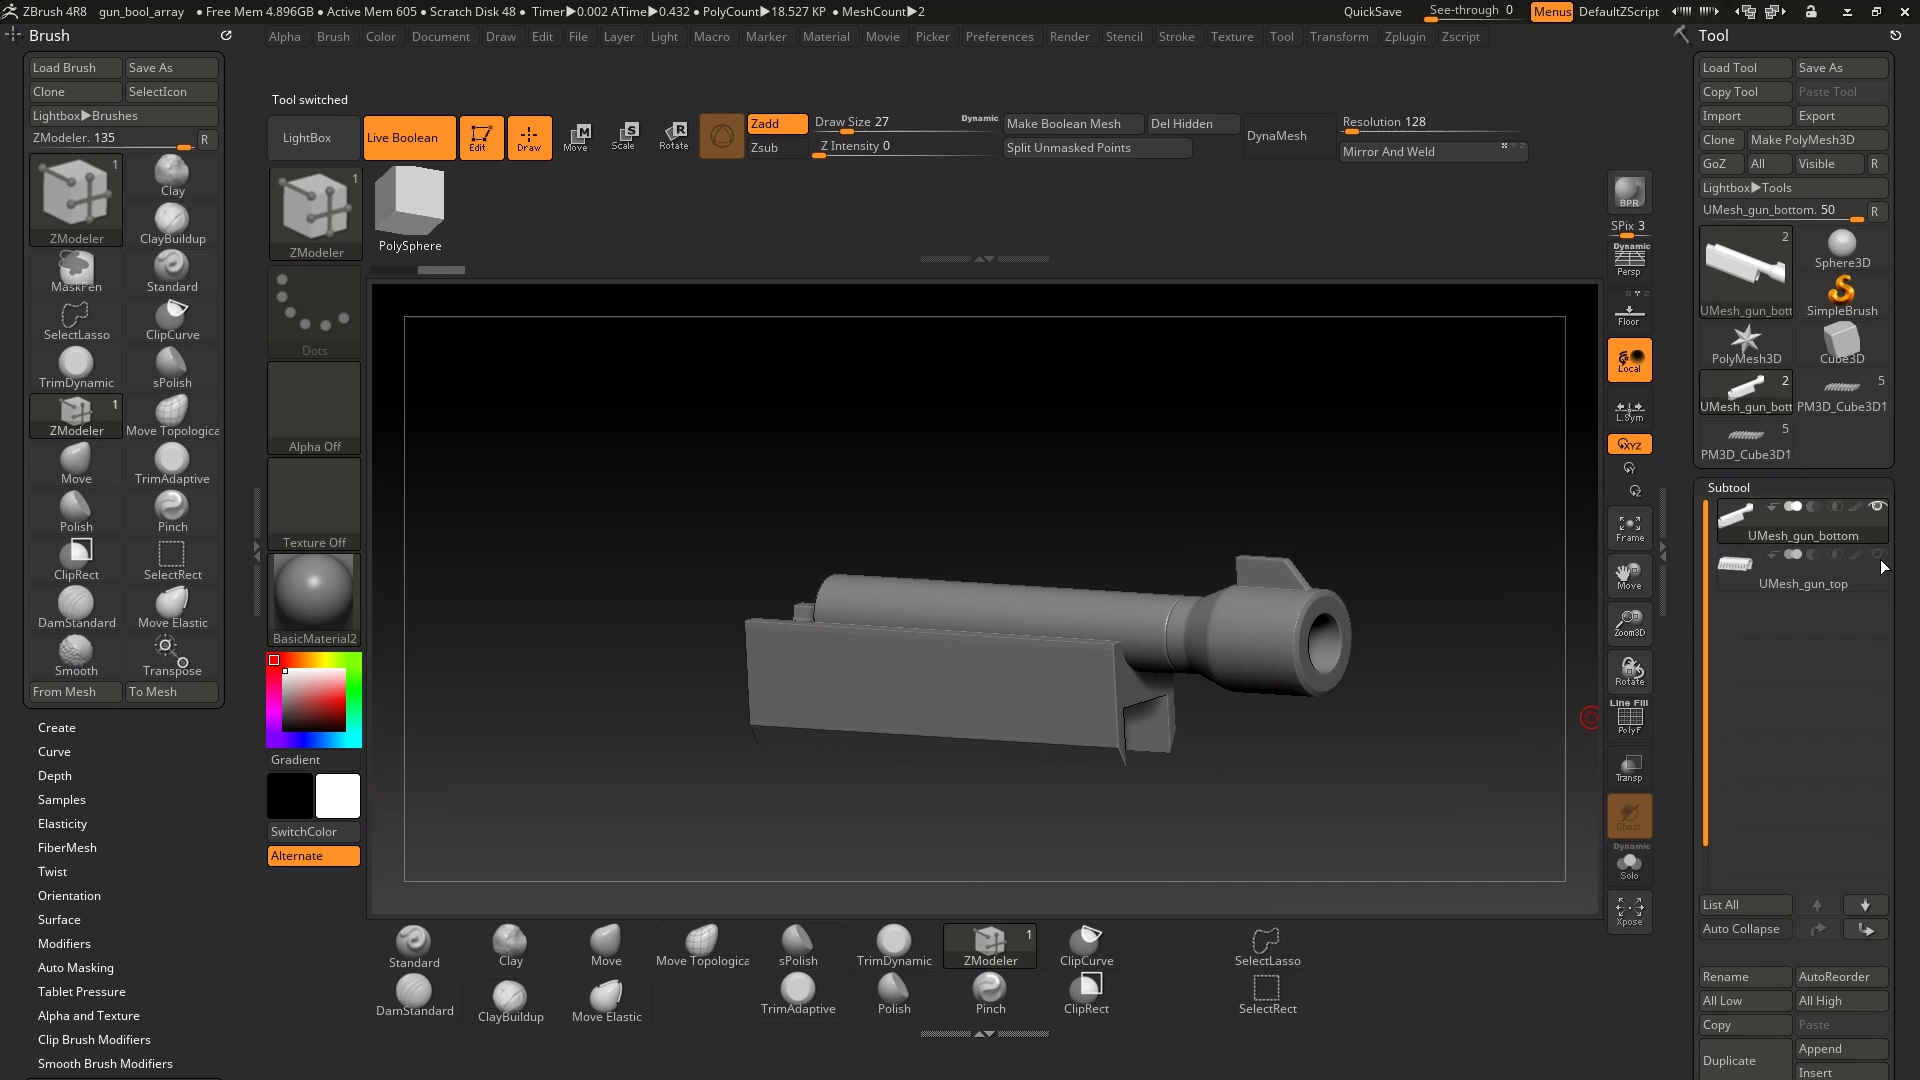 ZBrush 4R8 gun_bool_array • Free Mem 4.896GB • Active Mem 605 • Scratch Disk 48 • Timer▶0.002 ATime▶0.432 • PolyCount▶18.527 KP • MeshCount▶2 QuickSave See-through 0 Menus DefaultZScript
Brush
Alpha Brush Color Document Draw Edit File Layer Light Macro Marker Material Movie Picker Preferences Render Stencil Stroke Texture Tool Transform Zplugin Zscript
Tool
Load Brush Save As
Clone SelectIcon
Lightbox▶Brushes
ZModeler. 135 R
1
ZModeler
Clay
ClayBuildup
MaskPen Standard
SelectLasso ClipCurve
TrimDynamic sPolish
1
ZModeler Move Topologica
Move TrimAdaptive
Polish Pinch
ClipRect SelectRect
DamStandard Move Elastic
Smooth Transpose
From Mesh To Mesh
Create
Curve
Depth
Samples
Elasticity
FiberMesh
Twist
Orientation
Surface
Modifiers
Auto Masking
Tablet Pressure
Alpha and Texture
Clip Brush Modifiers
Smooth Brush Modifiers
Tool switched
LightBox Live Boolean Edit Draw Move Scale Rotate
M S R
Zadd
Zsub
Draw Size 27 Dynamic
Z Intensity 0
Make Boolean Mesh Del Hidden
Split Unmasked Points
DynaMesh
Resolution 128
Mirror And Weld
1
ZModeler
PolySphere
Dots
Alpha Off
Texture Off
BasicMaterial2
Gradient
SwitchColor
Alternate
BPR
SPix 3
Dynamic
Persp
Floor
Local
L.Sym
XYZ
Y
Z
Frame
Move
Zoom3D
Rotate
Line Fill
PolyF
Transp
Ghost
Dynamic
Solo
Xpose
Standard Clay Move Move Topologica sPolish TrimDynamic ZModeler 1 ClipCurve SelectLasso
DamStandard ClayBuildup Move Elastic TrimAdaptive Polish Pinch ClipRect SelectRect
Load Tool Save As
Copy Tool Paste Tool
Import Export
Clone Make PolyMesh3D
GoZ All Visible R
Lightbox▶Tools
UMesh_gun_bottom. 50 R
2
UMesh_gun_bott
Sphere3D
SimpleBrush
PolyMesh3D Cube3D
2 5
UMesh_gun_bott PM3D_Cube3D1
5
PM3D_Cube3D1
Subtool
UMesh_gun_bottom
UMesh_gun_top
List All
Auto Collapse
Rename AutoReorder
All Low All High
Copy Paste
Duplicate Append
Insert